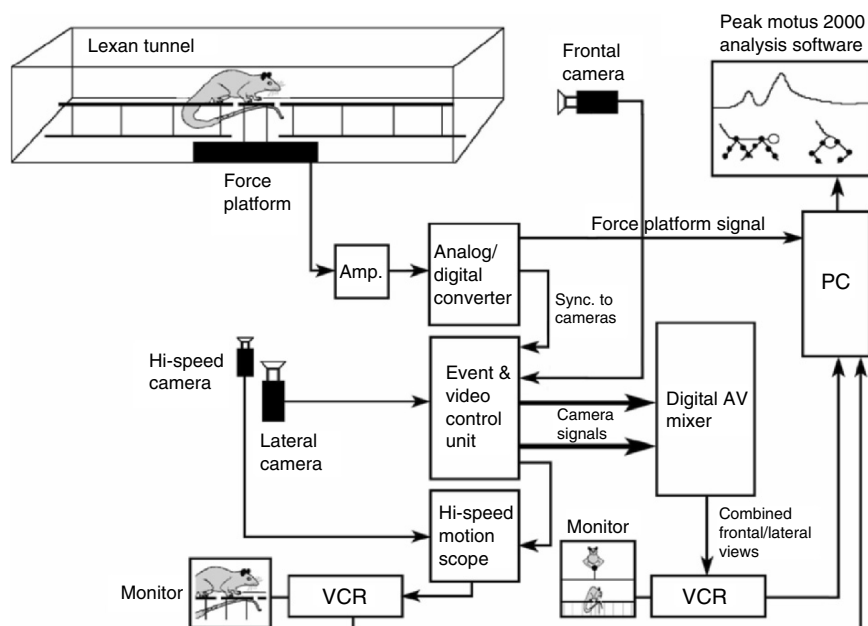 Lexan tunnel
Frontal
camera
Peak motus 2000
analysis software
Force
platform
Amp.
Analog/
digital
converter
Force platform signal
PC
Sync. to
cameras
Hi-speed
camera
Lateral
camera
Event &
video
control
unit
Camera
signals
Digital AV
mixer
Hi-speed
motion
scope
Monitor
Combined
frontal/lateral
views
Monitor
VCR
VCR